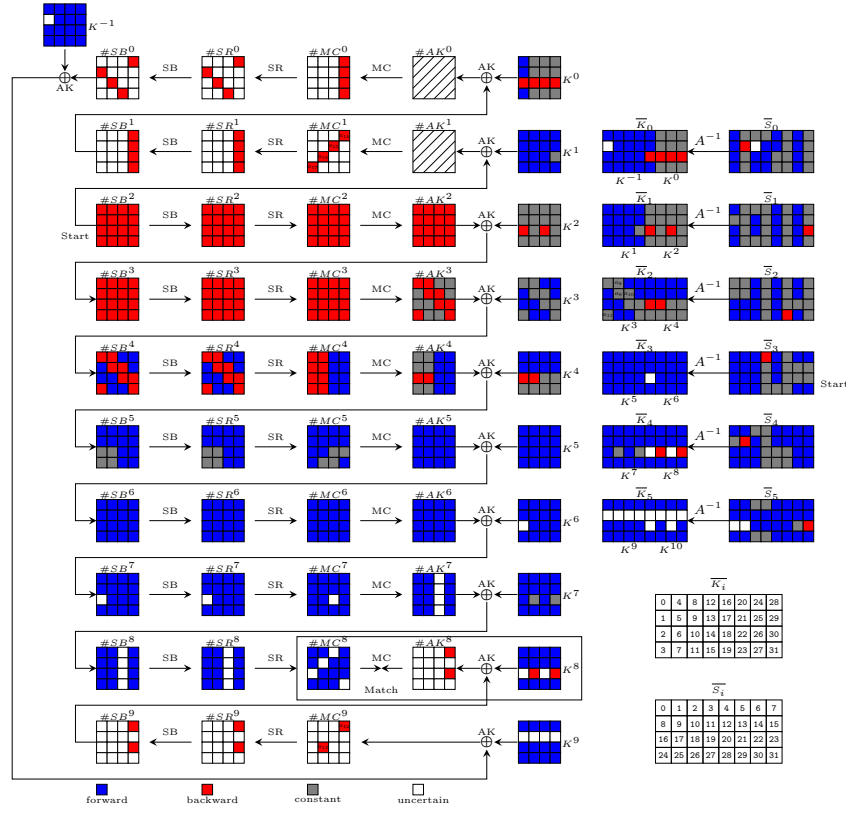 K^{-1}
#SB^0 SB #SR^0 SR #MC^0 MC #AK^0 AK K^0
AK
#SB^1 SB #SR^1 SR #MC^1 MC #AK^1 AK K^1
\overline{K_0} A^{-1} \overline{S_0}
K^{-1} K^0
#SB^2 SB #SR^2 SR #MC^2 MC #AK^2 AK K^2
Start
\overline{K_1} A^{-1} \overline{S_1}
K^1 K^2
#SB^3 SB #SR^3 SR #MC^3 MC #AK^3 AK K^3
\overline{K_2} A^{-1} \overline{S_2}
K^3 K^4
#SB^4 SB #SR^4 SR #MC^4 MC #AK^4 AK K^4
\overline{K_3} A^{-1} \overline{S_3}
Start
K^5 K^6
#SB^5 SB #SR^5 SR #MC^5 MC #AK^5 AK K^5
\overline{K_4} A^{-1} \overline{S_4}
K^7 K^8
#SB^6 SB #SR^6 SR #MC^6 MC #AK^6 AK K^6
\overline{K_5} A^{-1} \overline{S_5}
K^9 K^{10}
#SB^7 SB #SR^7 SR #MC^7 MC #AK^7 AK K^7
#SB^8 SB #SR^8 SR #MC^8 MC #AK^8 AK K^8
Match
#SB^9 SB #SR^9 SR #MC^9 AK K^9
\overline{K_i}
0 4 8 12 16 20 24 28
1 5 9 13 17 21 25 29
2 6 10 14 18 22 26 30
3 7 11 15 19 23 27 31
\overline{S_i}
0 1 2 3 4 5 6 7
8 9 10 11 12 13 14 15
16 17 18 19 20 21 22 23
24 25 26 27 28 29 30 31
forward backward constant uncertain